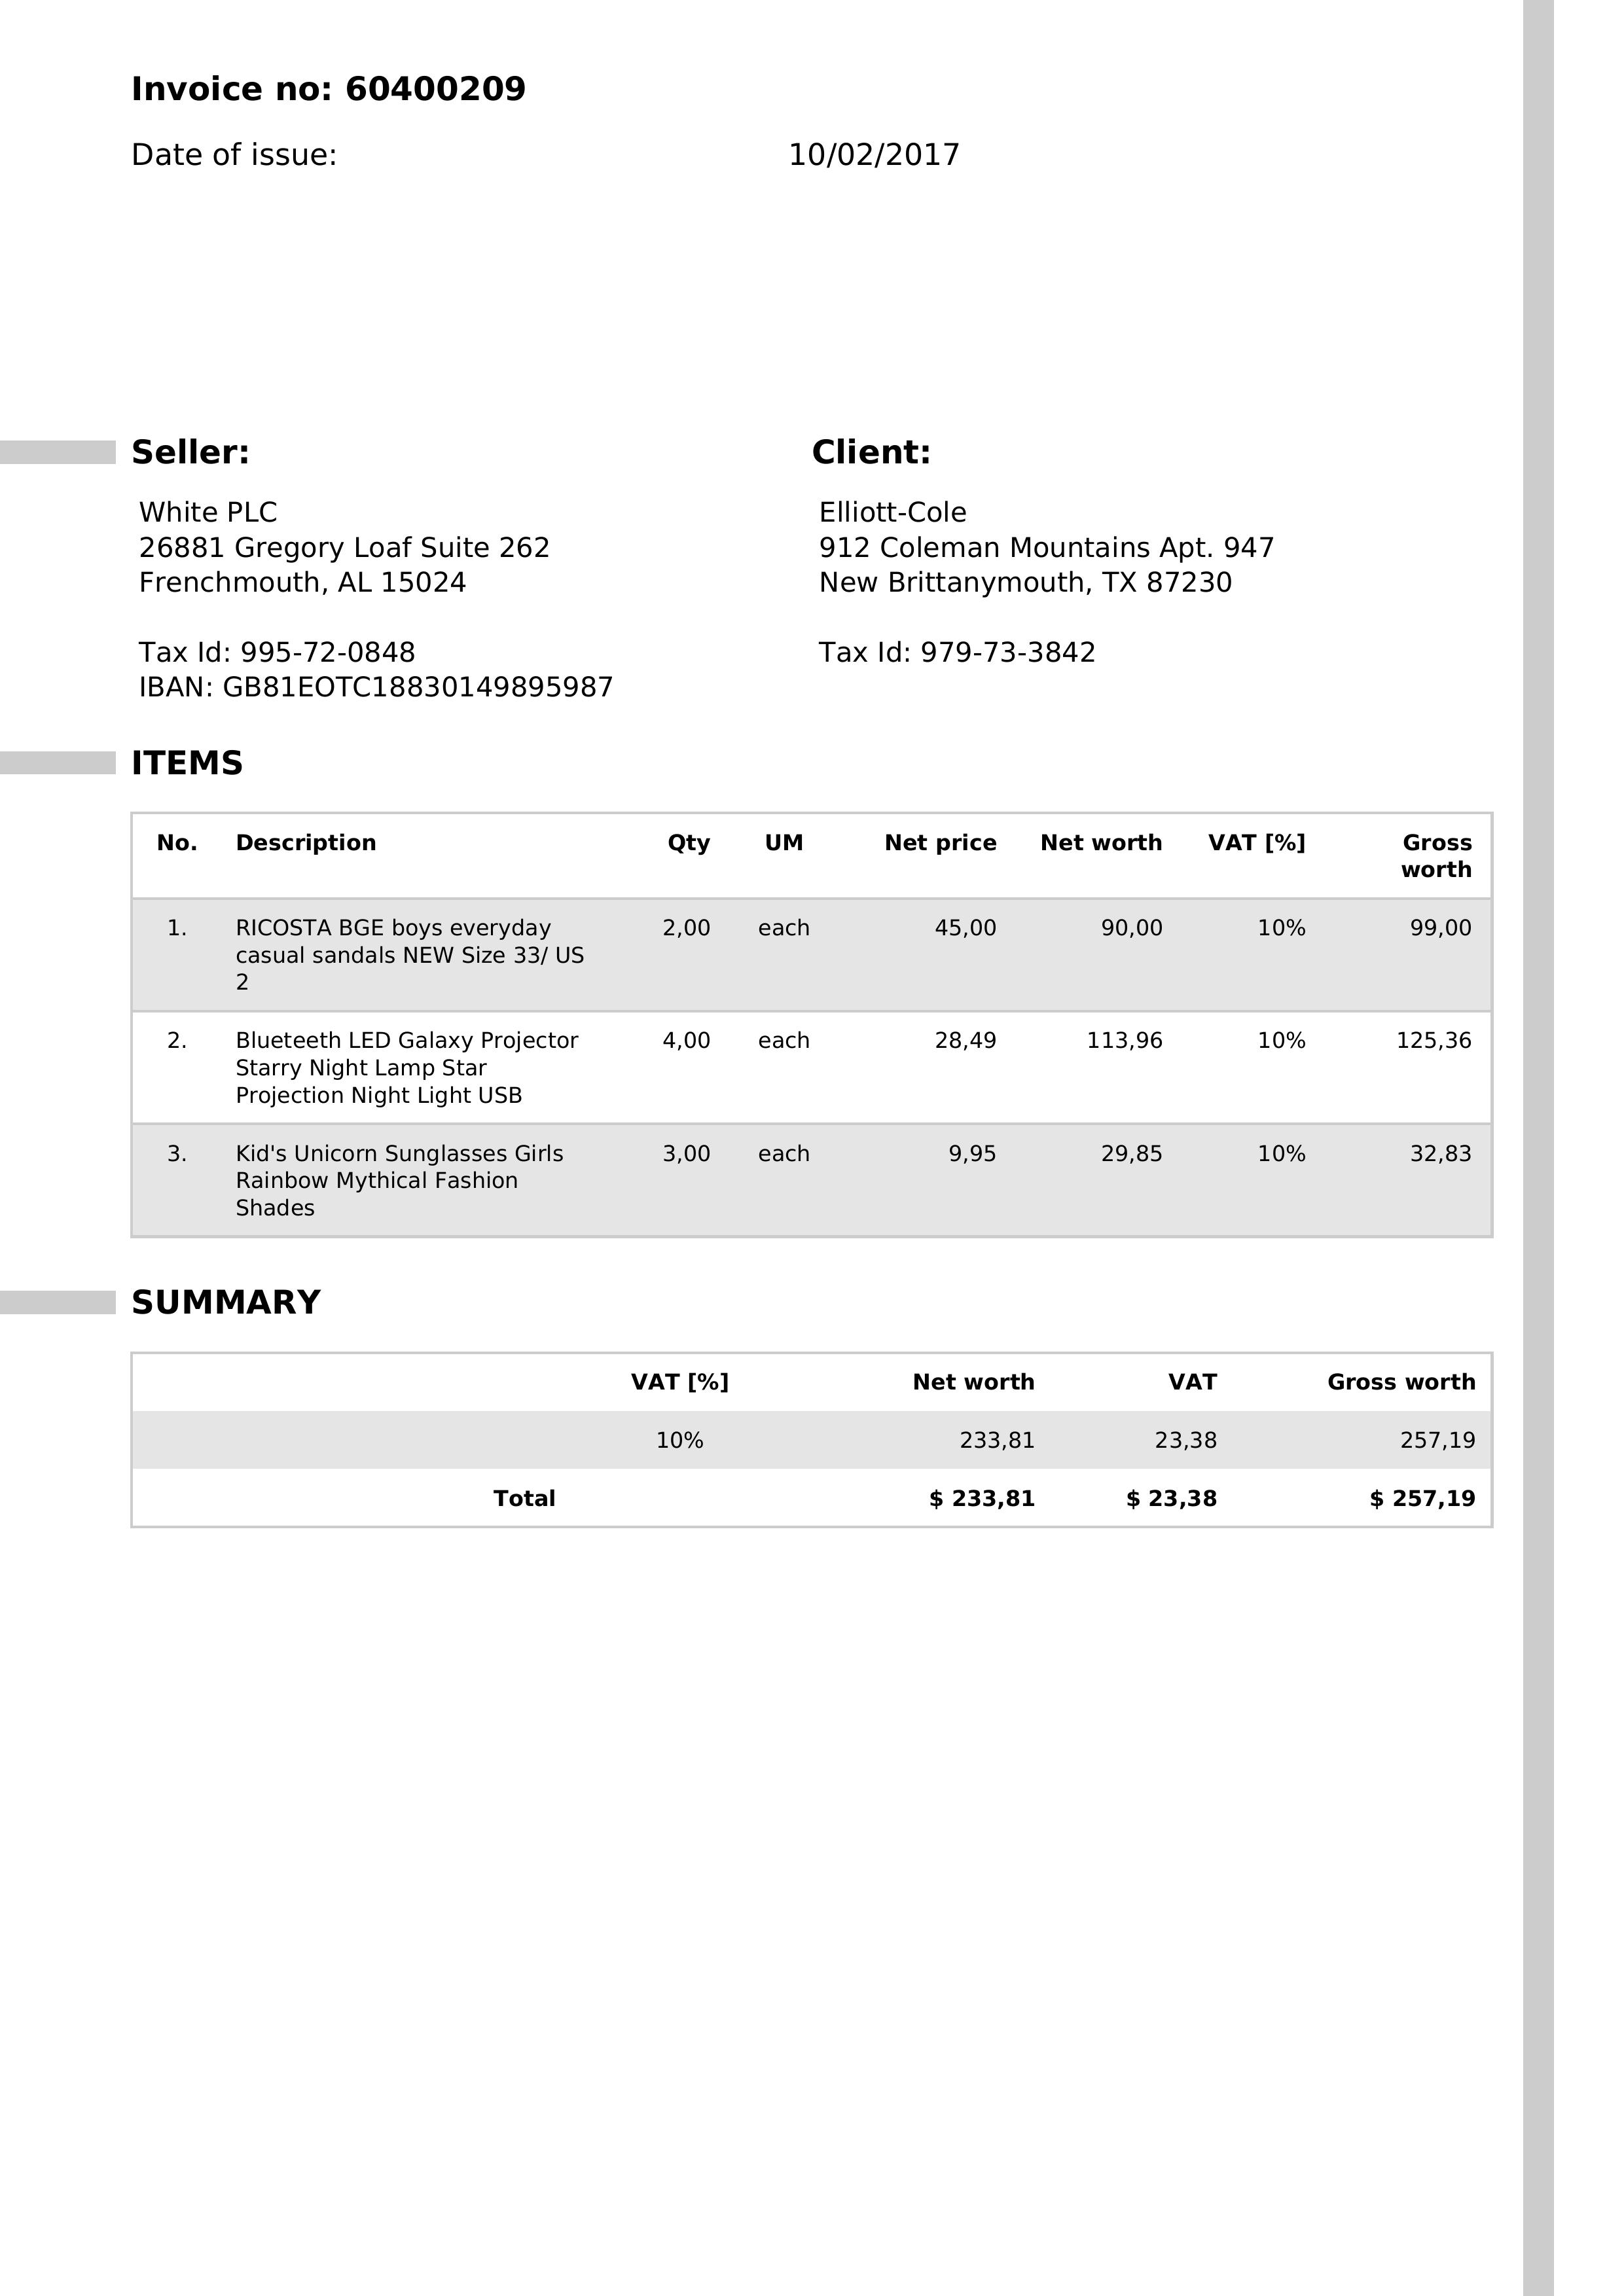 Invoice no: 60400209
Date of issue: 10/02/2017
Seller:
White PLC
26881 Gregory Loaf Suite 262
Frenchmouth, AL 15024
Tax Id: 995-72-0848
IBAN: GB81EOTC18830149895987
Client:
Elliott-Cole
912 Coleman Mountains Apt. 947
New Brittanymouth, TX 87230
Tax Id: 979-73-3842
ITEMS
No. Description Qty UM Net price Net worth VAT [%] Gross
worth
1. RICOSTA BGE boys everyday 2,00 each 45,00 90,00 10% 99,00
casual sandals NEW Size 33/ US
2
2. Blueteeth LED Galaxy Projector 4,00 each 28,49 113,96 10% 125,36
Starry Night Lamp Star
Projection Night Light USB
3. Kid's Unicorn Sunglasses Girls 3,00 each 9,95 29,85 10% 32,83
Rainbow Mythical Fashion
Shades
SUMMARY
VAT [%] Net worth VAT Gross worth
10% 233,81 23,38 257,19
Total $ 233,81 $ 23,38 $ 257,19